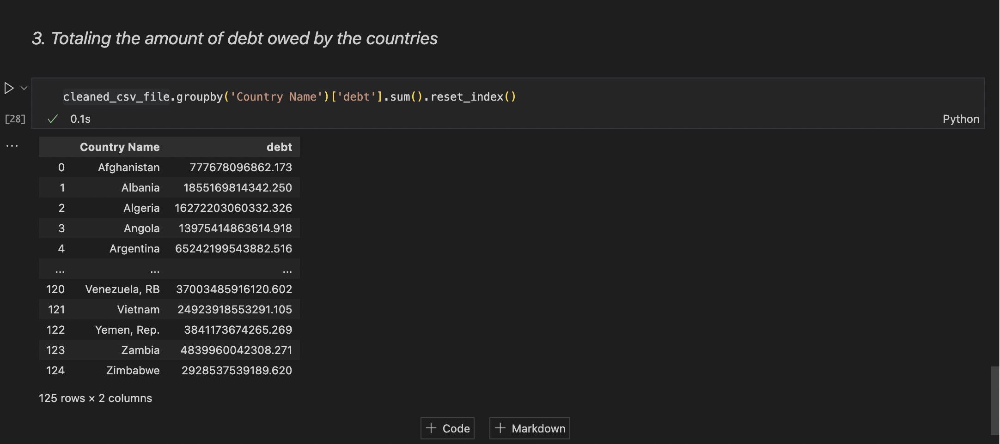 3. Totaling the amount of debt owed by the countries
cleaned_csv_file.groupby('Country Name')['debt'].sum().reset_index()
[28]
0.1s
Python
...
Country Name debt
0 Afghanistan 777678096862.173
1 Albania 1855169814342.250
2 Algeria 16272203060332.326
3 Angola 13975414863614.918
4 Argentina 65242199543882.516
... ... ...
120 Venezuela, RB 37003485916120.602
121 Vietnam 24923918553291.105
122 Yemen, Rep. 3841173674265.269
123 Zambia 4839960042308.271
124 Zimbabwe 2928537539189.620
125 rows × 2 columns
+ Code + Markdown